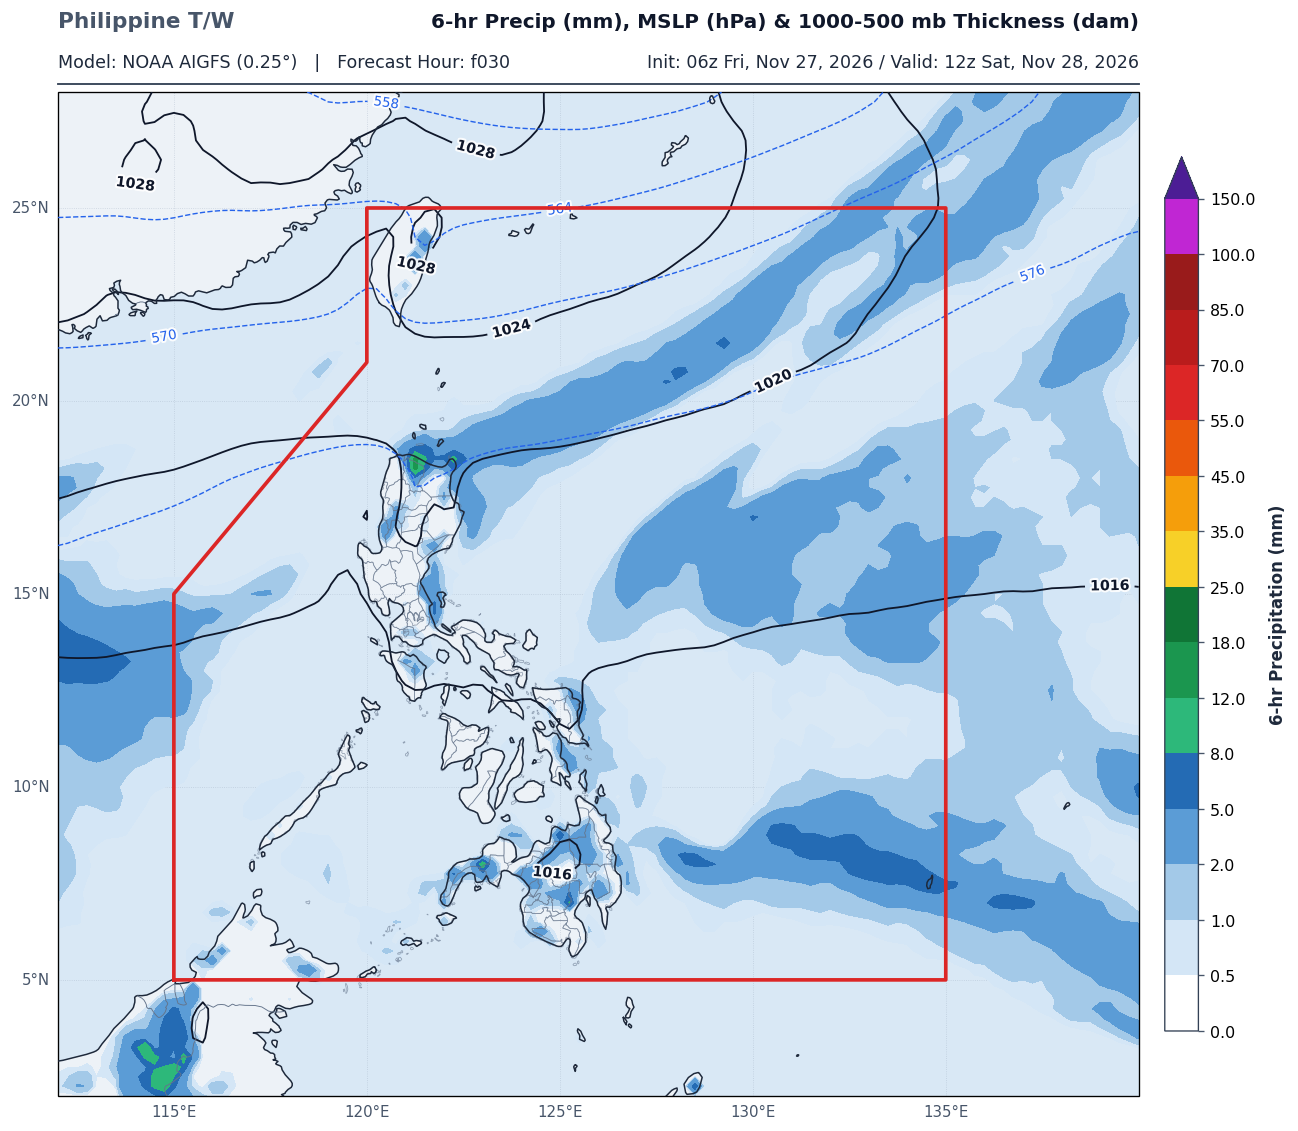 Philippine T/W
6-hr Precip (mm), MSLP (hPa) & 1000-500 mb Thickness (dam)
Model: NOAA AIGFS (0.25°) | Forecast Hour: f030
Init: 06z Fri, Nov 27, 2026 / Valid: 12z Sat, Nov 28, 2026
558
1028
1028
564
1028
576
1024
570
1020
1016
1016
25°N
20°N
15°N
10°N
5°N
115°E
120°E
125°E
130°E
135°E
150.0
100.0
85.0
70.0
55.0
45.0
35.0
25.0
18.0
12.0
8.0
5.0
2.0
1.0
0.5
0.0
6-hr Precipitation (mm)